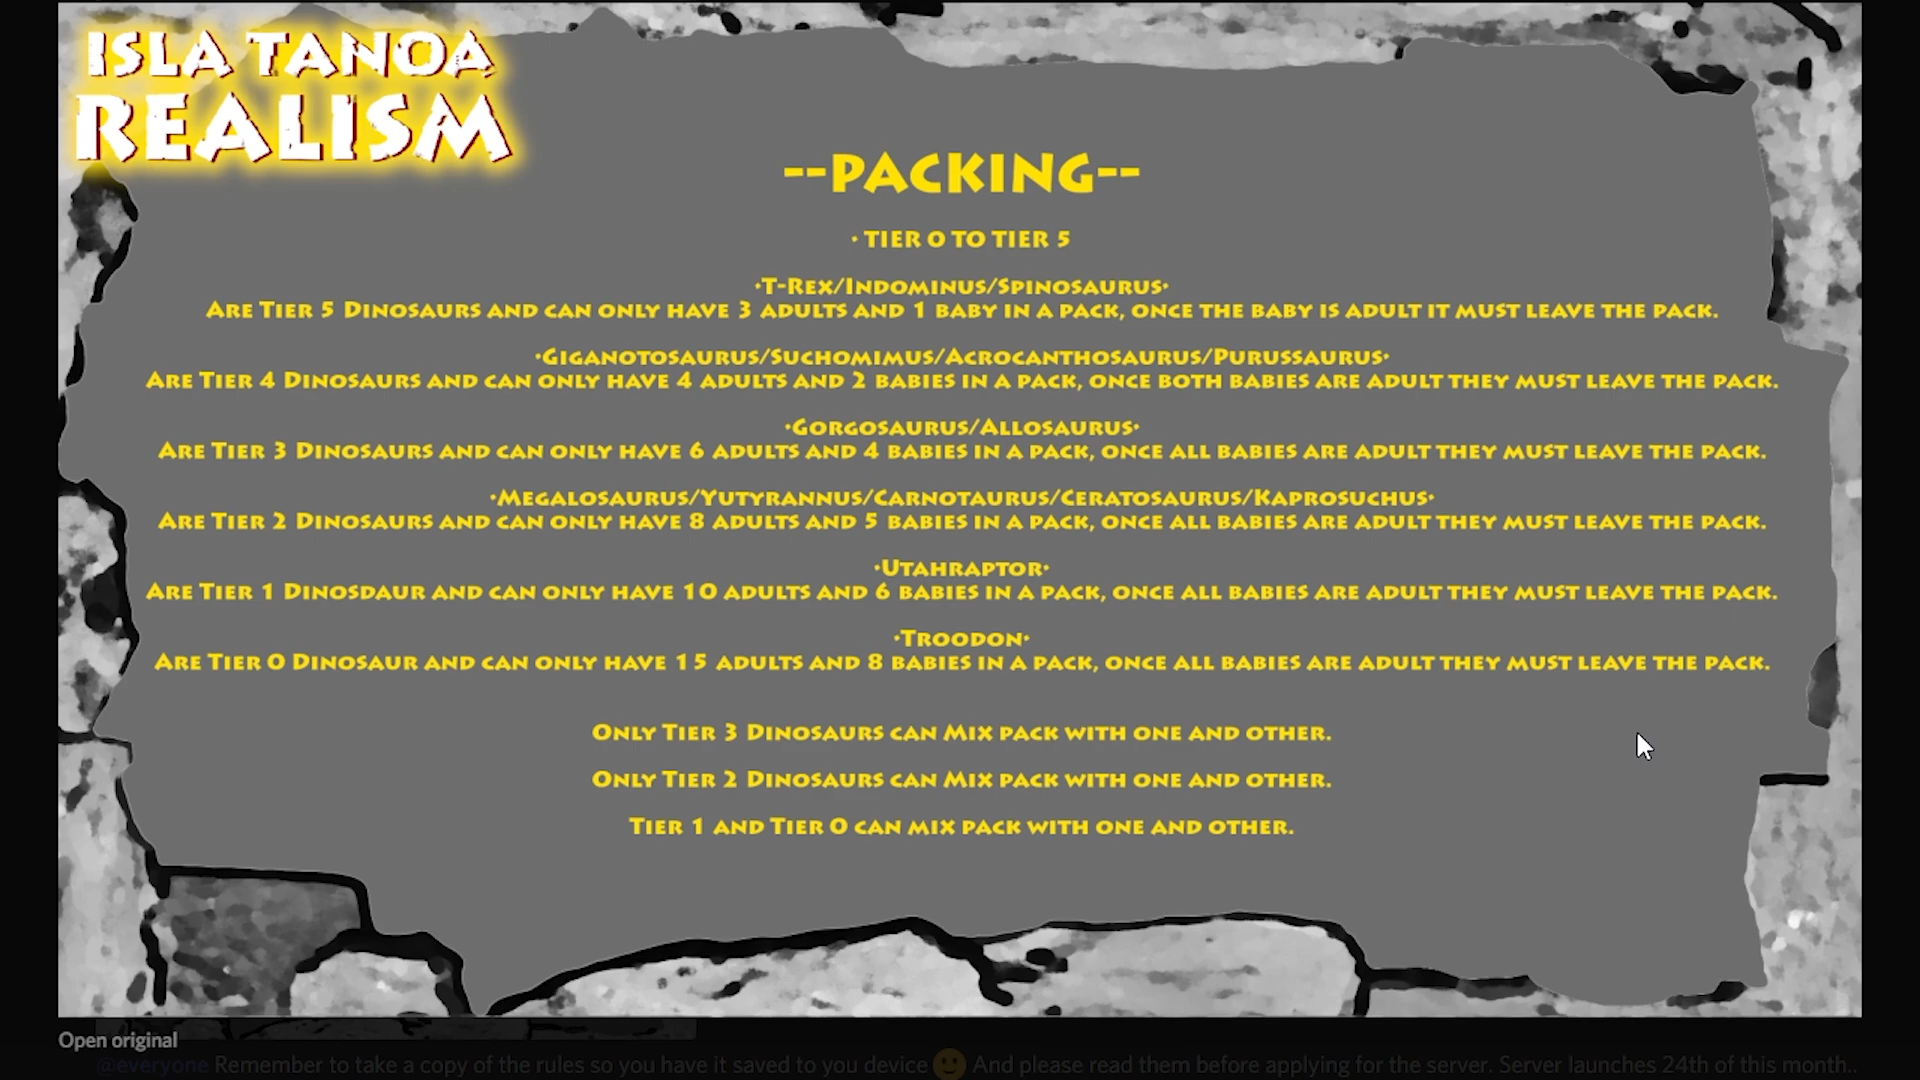 ISLA TANOA
REALISM
--PACKING--
· TIER 0 TO TIER 5
·T-Rex/Indominus/Spinosaurus·
Are Tier 5 Dinosaurs and can only have 3 adults and 1 baby in a pack, once the baby is adult it must leave the pack.
·Giganotosaurus/Suchomimus/Acrocanthosaurus/Purussaurus·
Are Tier 4 Dinosaurs and can only have 4 adults and 2 babies in a pack, once both babies are adult they must leave the pack.
·Gorgosaurus/Allosaurus·
Are Tier 3 Dinosaurs and can only have 6 adults and 4 babies in a pack, once all babies are adult they must leave the pack.
·Megalosaurus/Yutyrannus/Carnotaurus/Ceratosaurus/Kaprosuchus·
Are Tier 2 Dinosaurs and can only have 8 adults and 5 babies in a pack, once all babies are adult they must leave the pack.
·Utahraptor·
Are Tier 1 Dinosdaur and can only have 10 adults and 6 babies in a pack, once all babies are adult they must leave the pack.
·Troodon·
Are Tier 0 Dinosaur and can only have 15 adults and 8 babies in a pack, once all babies are adult they must leave the pack.
Only Tier 3 Dinosaurs can Mix pack with one and other.
Only Tier 2 Dinosaurs can Mix pack with one and other.
Tier 1 and Tier 0 can mix pack with one and other.
Open original
@everyone Remember to take a copy of the rules so you have it saved to your device 🙂 And please read them before applying for the server. Server launches 24th of this month..